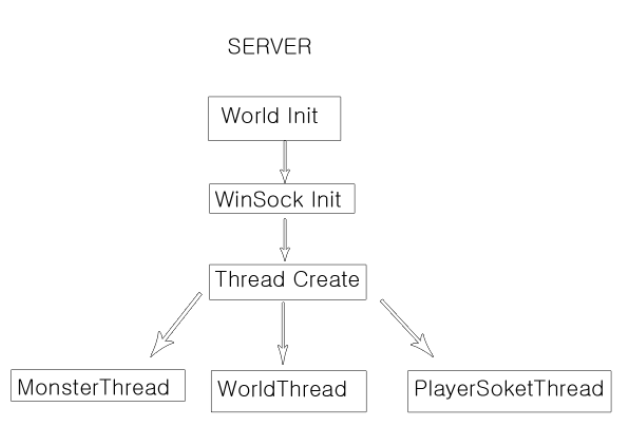 SERVER
World Init
WinSock Init
Thread Create
MonsterThread
WorldThread
PlayerSoketThread